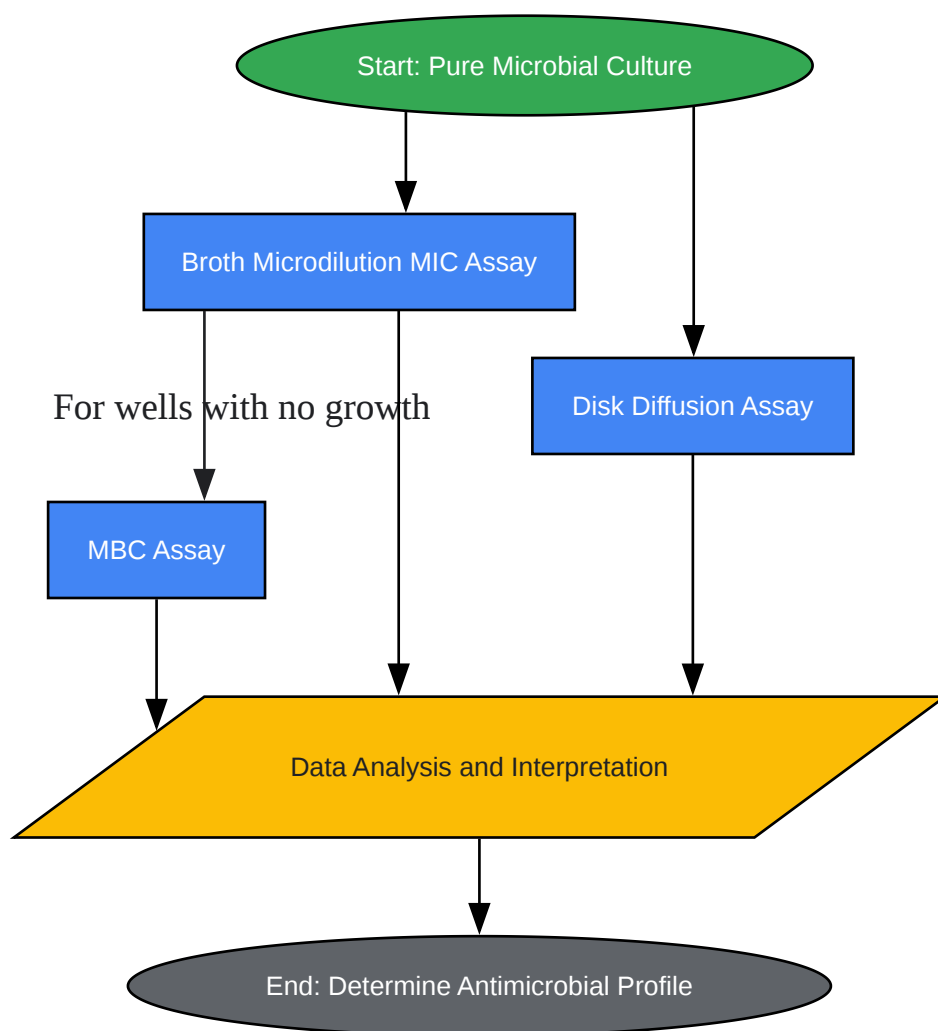 Start: Pure Microbial Culture
Broth Microdilution MIC Assay
For wells with no growth
Disk Diffusion Assay
MBC Assay
Data Analysis and Interpretation
End: Determine Antimicrobial Profile